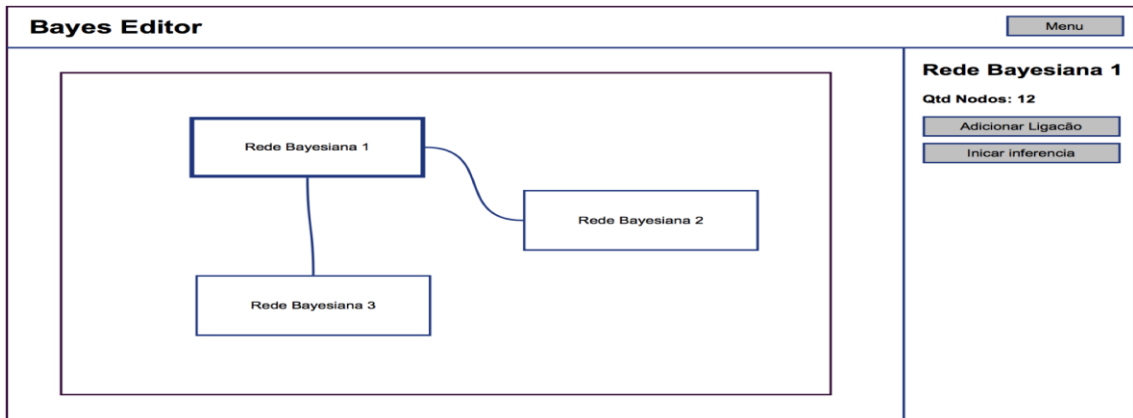 Bayes Editor
Menu
Rede Bayesiana 1
Rede Bayesiana 2
Rede Bayesiana 3
Rede Bayesiana 1
Qtd Nodos: 12
Adicionar Ligacão
Inicar inferencia